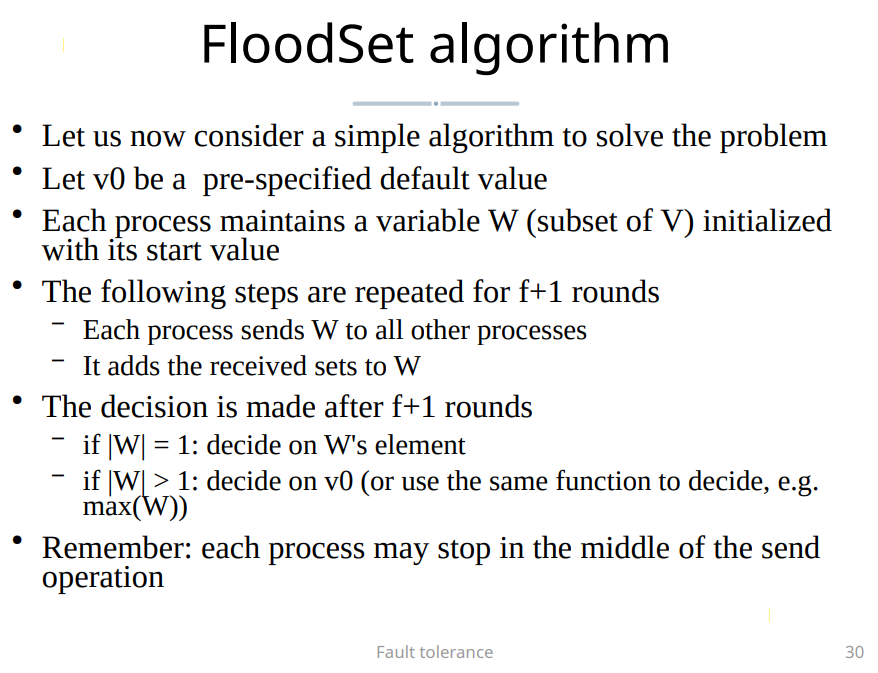 FloodSet algorithm
• Let us now consider a simple algorithm to solve the problem
• Let v0 be a  pre-specified default value
• Each process maintains a variable W (subset of V) initialized
with its start value
• The following steps are repeated for f+1 rounds
– Each process sends W to all other processes
– It adds the received sets to W
• The decision is made after f+1 rounds
– if |W| = 1: decide on W's element
– if |W| > 1: decide on v0 (or use the same function to decide, e.g.
max(W))
• Remember: each process may stop in the middle of the send
operation
Fault tolerance
30